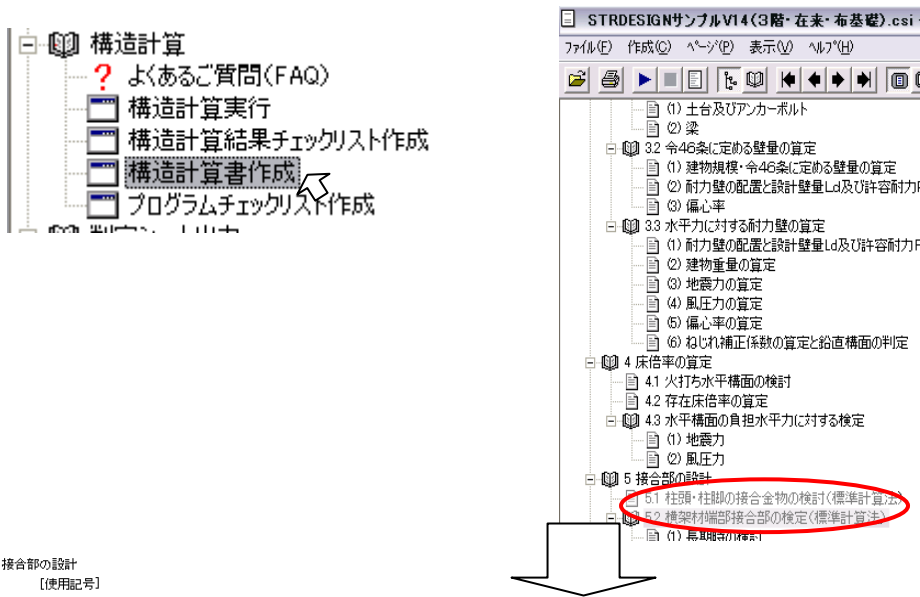 構造計算
? よくあるご質問(FAQ)
構造計算実行
構造計算結果チェックリスト作成
構造計算書作成
プログラムチェックリスト作成
STRDESIGNサンプルV14(3階・在来・布基礎).csi
ファイル(F) 作成(C) ページ(P) 表示(V) ヘルプ(H)
(1) 土台及びアンカーボルト
(2) 梁
3.2 令46条に定める壁量の算定
(1) 建物規模・令46条に定める壁量の算定
(2) 耐力壁の配置と設計壁量Ld及び許容耐力P
(3) 偏心率
3.3 水平力に対する耐力壁の算定
(1) 耐力壁の配置と設計壁量Ld及び許容耐力P
(2) 建物重量の算定
(3) 地震力の算定
(4) 風圧力の算定
(5) 偏心率の算定
(6) ねじれ補正係数の算定と鉛直構面の判定
4 床倍率の算定
4.1 火打ち水平構面の検討
4.2 存在床倍率の算定
4.3 水平構面の負担水平力に対する検定
(1) 地震力
(2) 風圧力
5 接合部の設計
5.1 柱頭・柱脚の接合金物の検討(標準計算法)
5.2 横架材端部接合部の検定(標準計算法)
(1) 長期時の検討
接合部の設計
[使用記号]